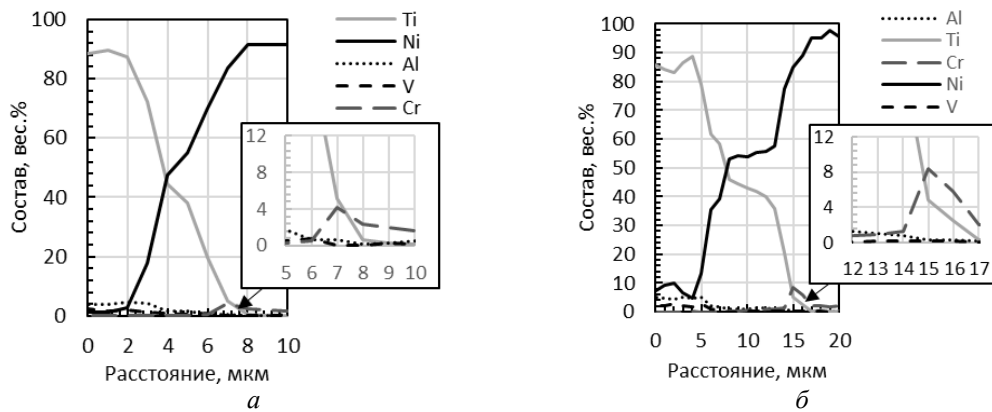 Состав, вес.%
100
80
60
40
20
0
0 2 4 6 8 10
Расстояние, мкм
Ti
Ni
Al
V
Cr
12
8
4
0
5 6 7 8 9 10
а
Состав, вес.%
100
90
80
70
60
50
40
30
20
10
0
0 5 10 15 20
Расстояние, мкм
Al
Ti
Cr
Ni
V
12
8
4
0
12 13 14 15 16 17
б